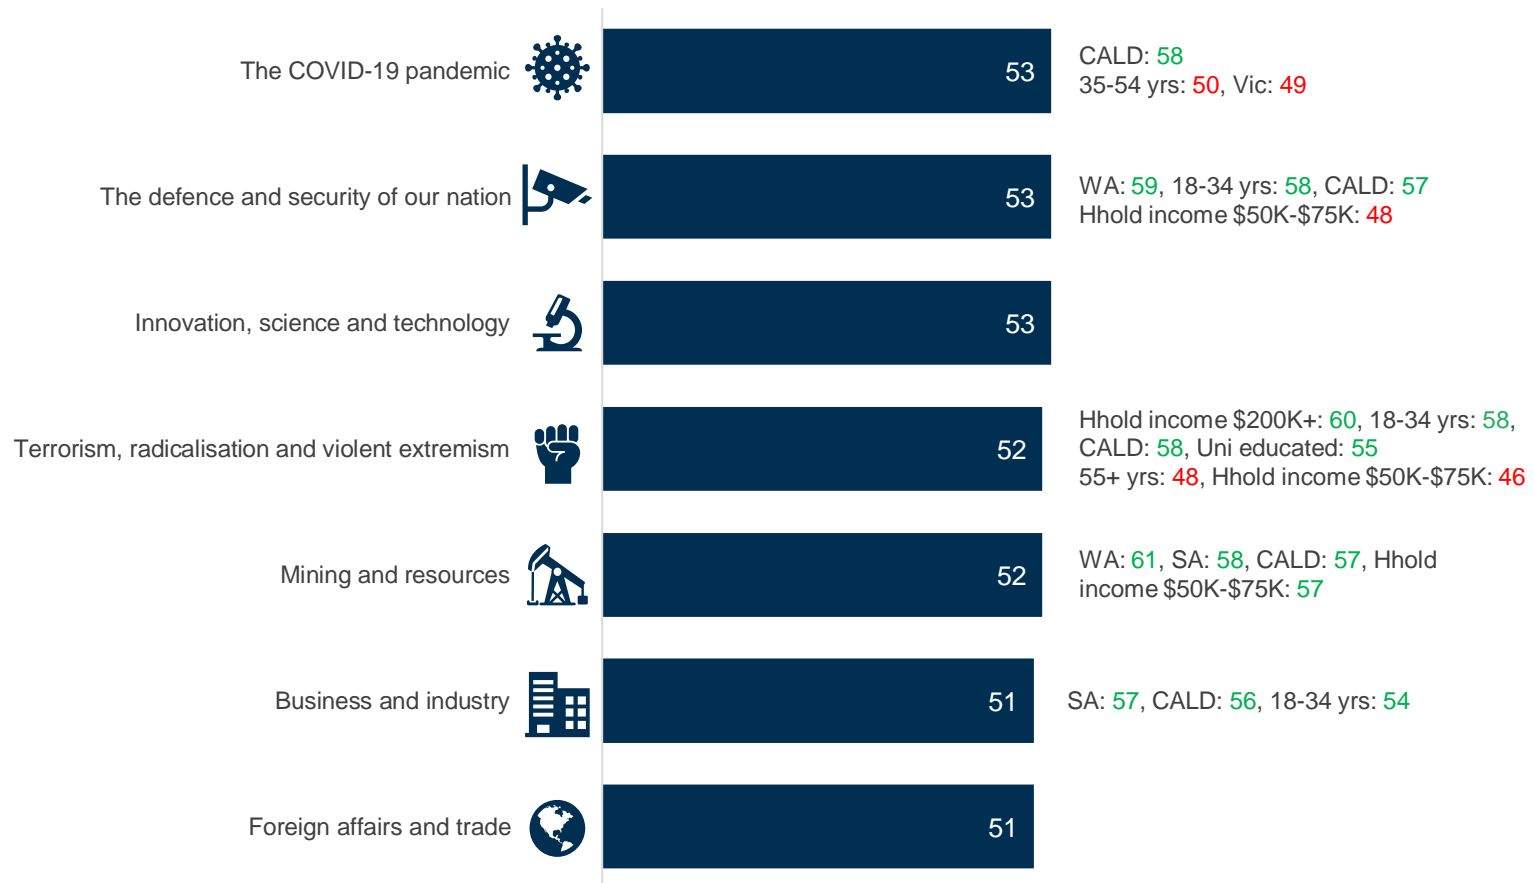 The COVID-19 pandemic
53
CALD: 58
35-54 yrs: 50, Vic: 49
The defence and security of our nation
53
WA: 59, 18-34 yrs: 58, CALD: 57
Hhold income $50K-$75K: 48
Innovation, science and technology
53
Terrorism, radicalisation and violent extremism
52
Hhold income $200K+: 60, 18-34 yrs: 58,
CALD: 58, Uni educated: 55
55+ yrs: 48, Hhold income $50K-$75K: 46
Mining and resources
52
WA: 61, SA: 58, CALD: 57, Hhold
income $50K-$75K: 57
Business and industry
51
SA: 57, CALD: 56, 18-34 yrs: 54
Foreign affairs and trade
51